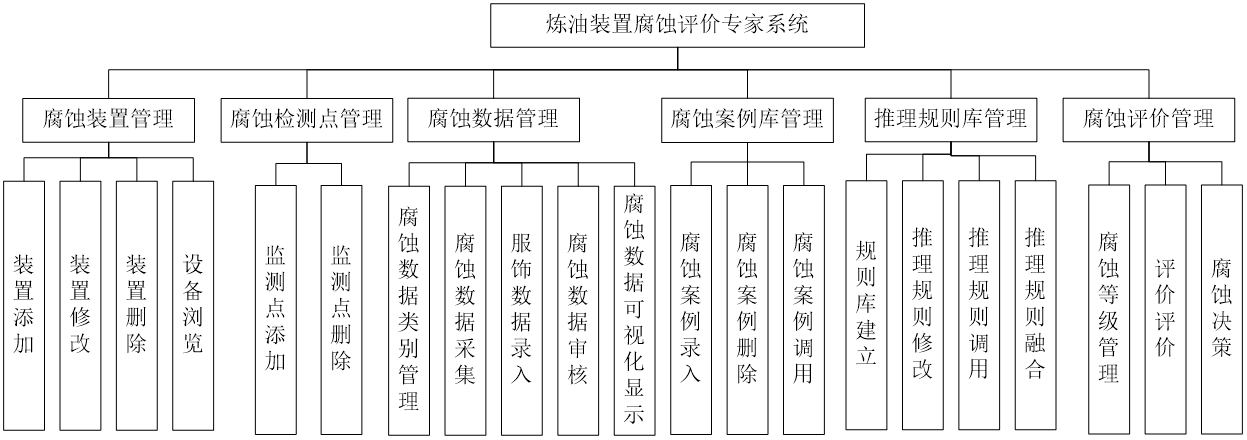 炼油装置腐蚀评价专家系统
腐蚀装置管理
腐蚀检测点管理
腐蚀数据管理
腐蚀案例库管理
推理规则库管理
腐蚀评价管理
装置添加
装置修改
装置删除
设备浏览
监测点添加
监测点删除
腐蚀数据类别管理
腐蚀数据采集
服饰数据录入
腐蚀数据审核
腐蚀数据可视化显示
腐蚀案例录入
腐蚀案例删除
腐蚀案例调用
规则库建立
推理规则修改
推理规则调用
推理规则融合
腐蚀等级管理
评价评价
腐蚀决策